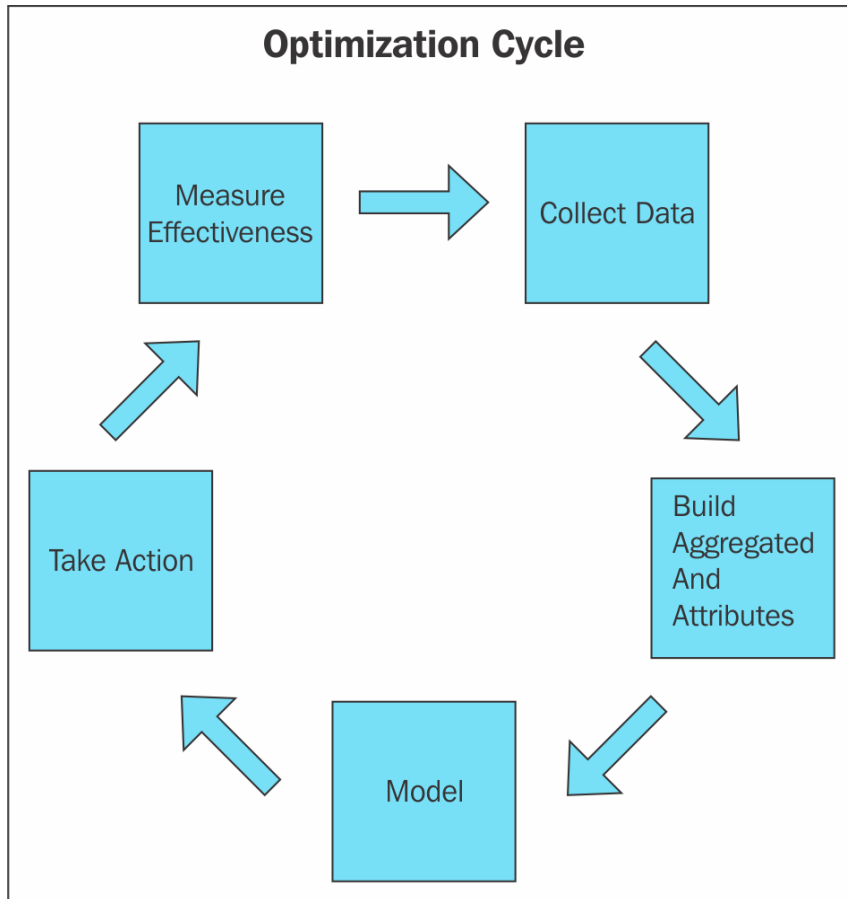 Optimization Cycle
Measure
Effectiveness
Collect Data
Build
Aggregated
And
Attributes
Model
Take Action